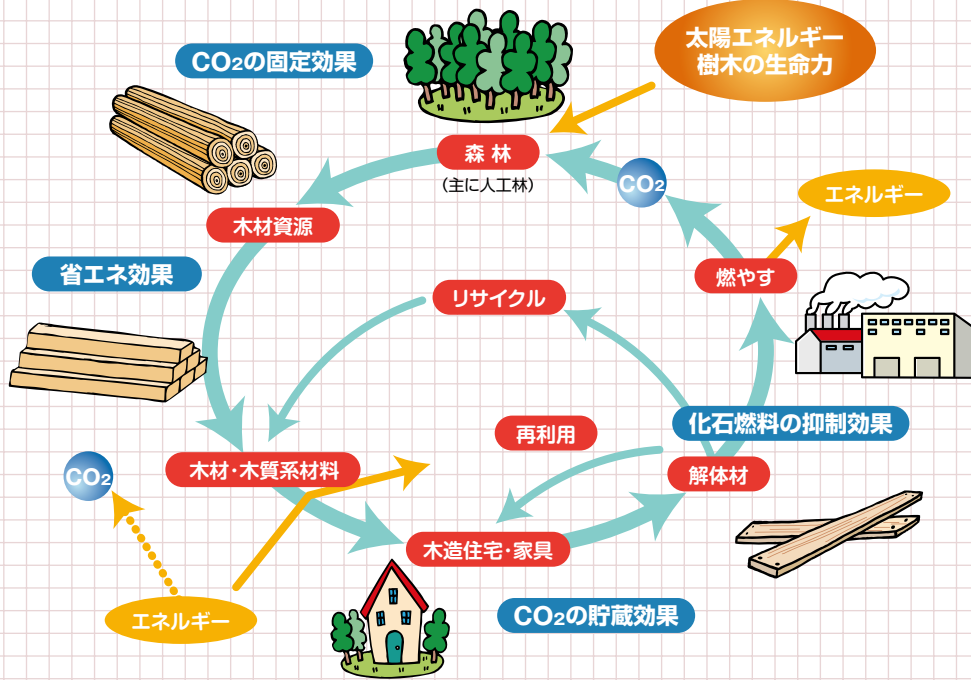 太陽エネルギー
樹木の生命力
CO2の固定効果
森林
(主に人工林)
CO2
エネルギー
木材資源
省エネ効果
燃やす
リサイクル
化石燃料の抑制効果
再利用
木材・木質系材料
解体材
CO2
木造住宅・家具
エネルギー
CO2の貯蔵効果